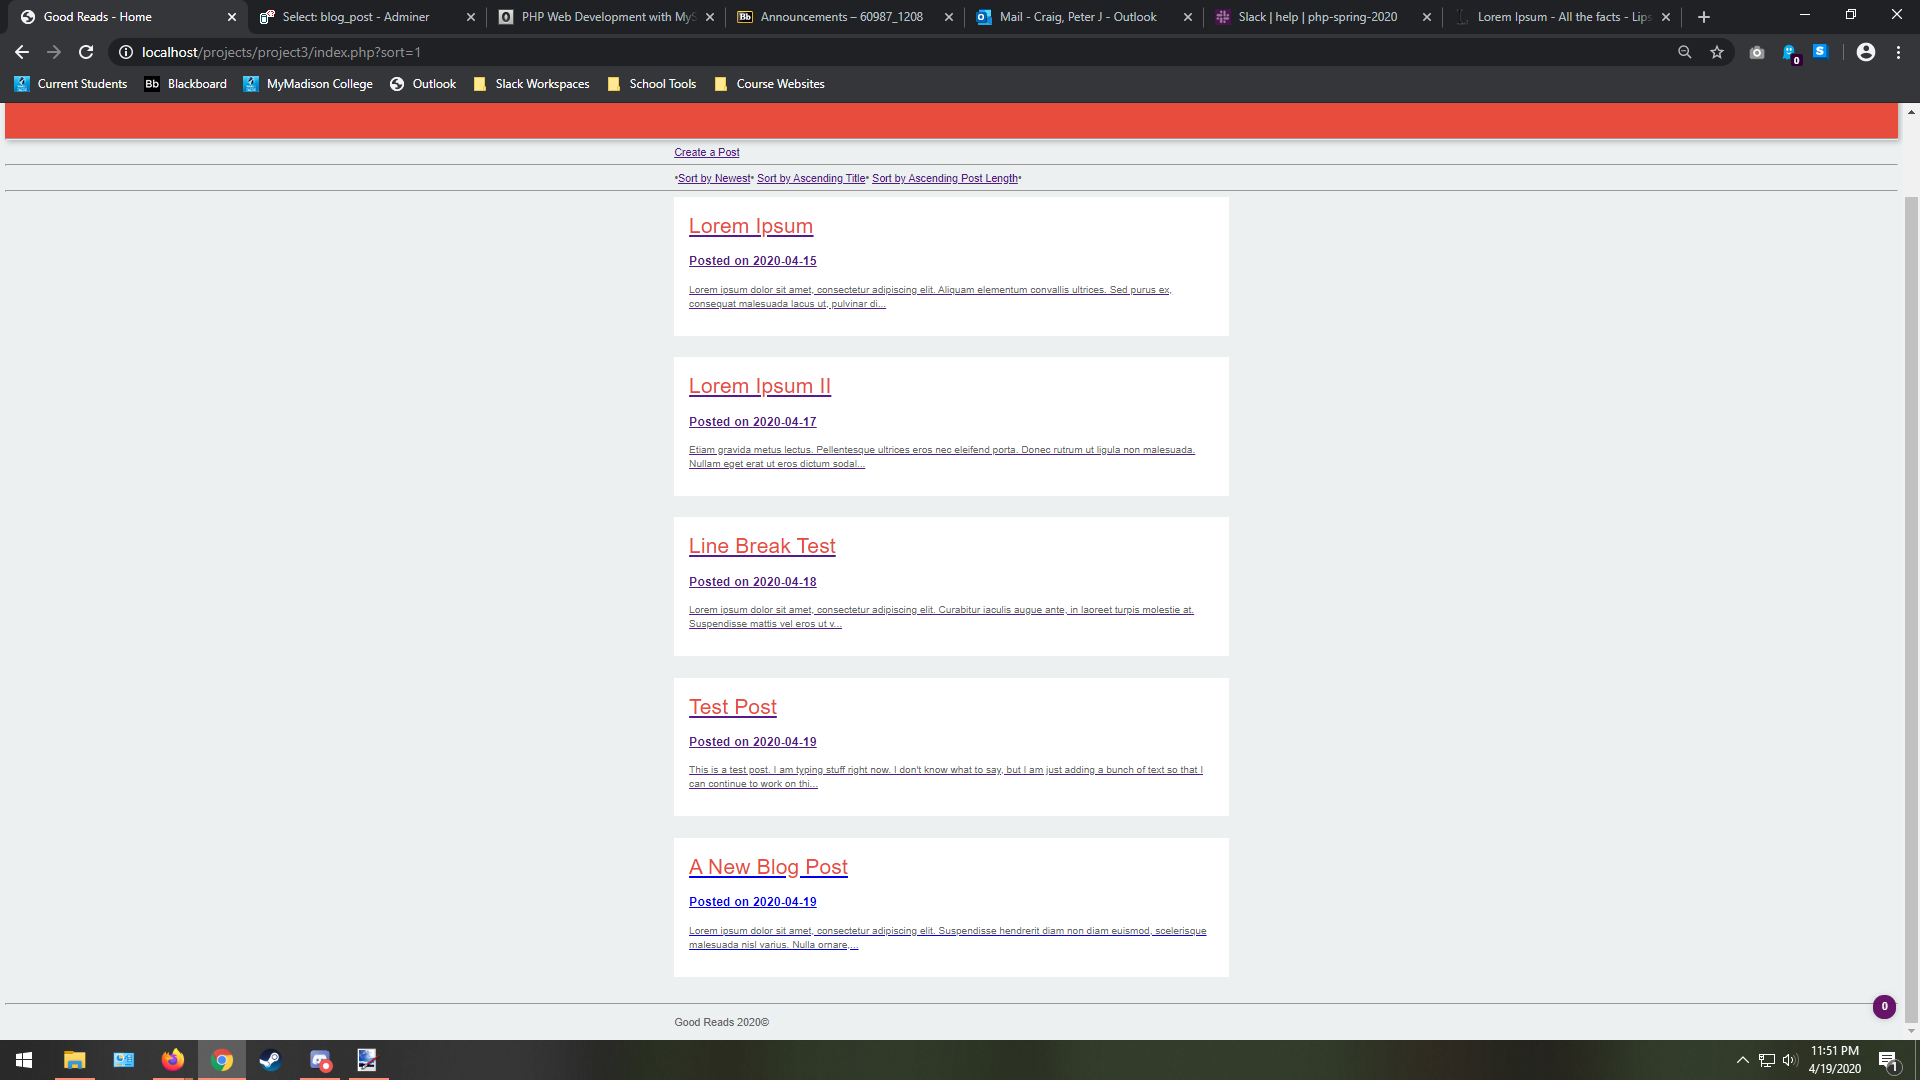 Good Reads - Home
Select: blog_post - Adminer
PHP Web Development with MyS
Bb Announcements – 60987_1208
Mail - Craig, Peter J - Outlook
Slack | help | php-spring-2020
Lorem Ipsum - All the facts - Lips
localhost/projects/project3/index.php?sort=1
0
S
Current Students
Bb Blackboard
MyMadison College
Outlook
Slack Workspaces
School Tools
Course Websites
Create a Post
•Sort by Newest• Sort by Ascending Title• Sort by Ascending Post Length•
Lorem Ipsum
Posted on 2020-04-15
Lorem ipsum dolor sit amet, consectetur adipiscing elit. Aliquam elementum convallis ultrices. Sed purus ex,
consequat malesuada lacus ut, pulvinar di...
Lorem Ipsum II
Posted on 2020-04-17
Etiam gravida metus lectus. Pellentesque ultrices eros nec eleifend porta. Donec rutrum ut ligula non malesuada.
Nullam eget erat ut eros dictum sodal...
Line Break Test
Posted on 2020-04-18
Lorem ipsum dolor sit amet, consectetur adipiscing elit. Curabitur iaculis augue ante, in laoreet turpis molestie at.
Suspendisse mattis vel eros ut v...
Test Post
Posted on 2020-04-19
This is a test post. I am typing stuff right now. I don't know what to say, but I am just adding a bunch of text so that I
can continue to work on thi...
A New Blog Post
Posted on 2020-04-19
Lorem ipsum dolor sit amet, consectetur adipiscing elit. Suspendisse hendrerit diam non diam euismod, scelerisque
malesuada nisl varius. Nulla ornare,...
0
Good Reads 2020©
11:51 PM
4/19/2020
1